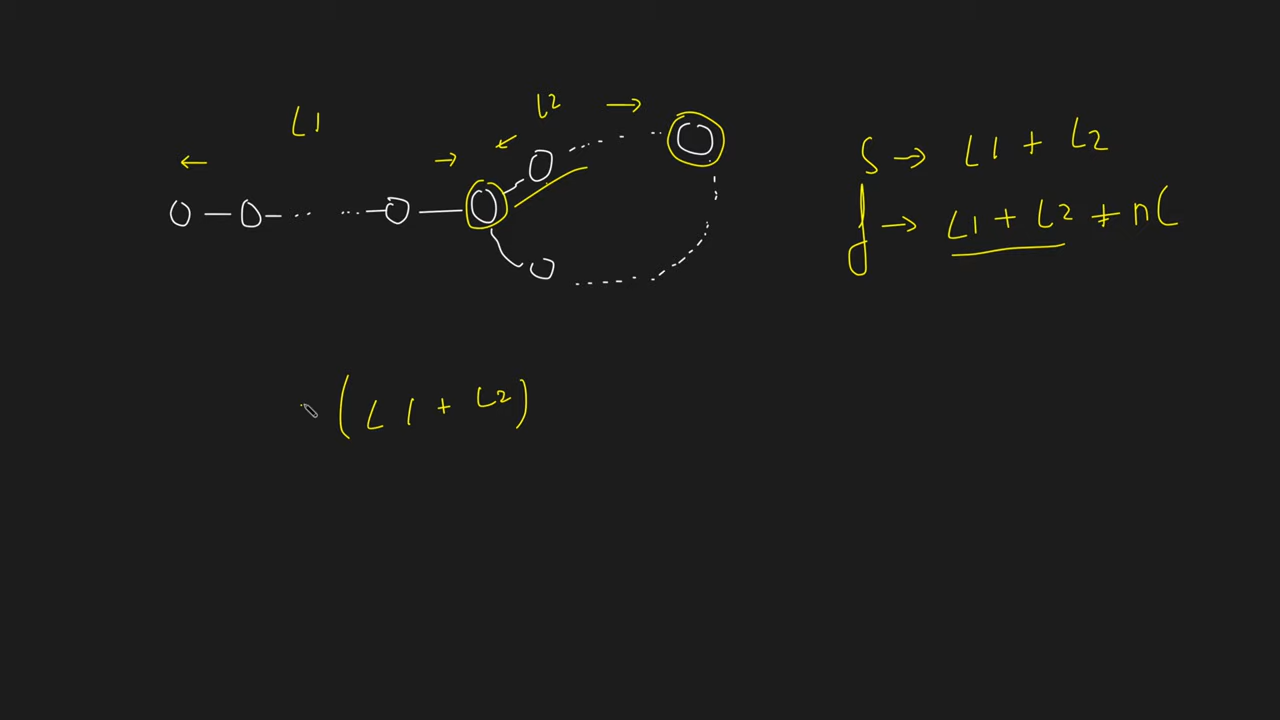 L1
L2
S → L1 + L2
f → L1 + L2 + nC
(L1 + L2)